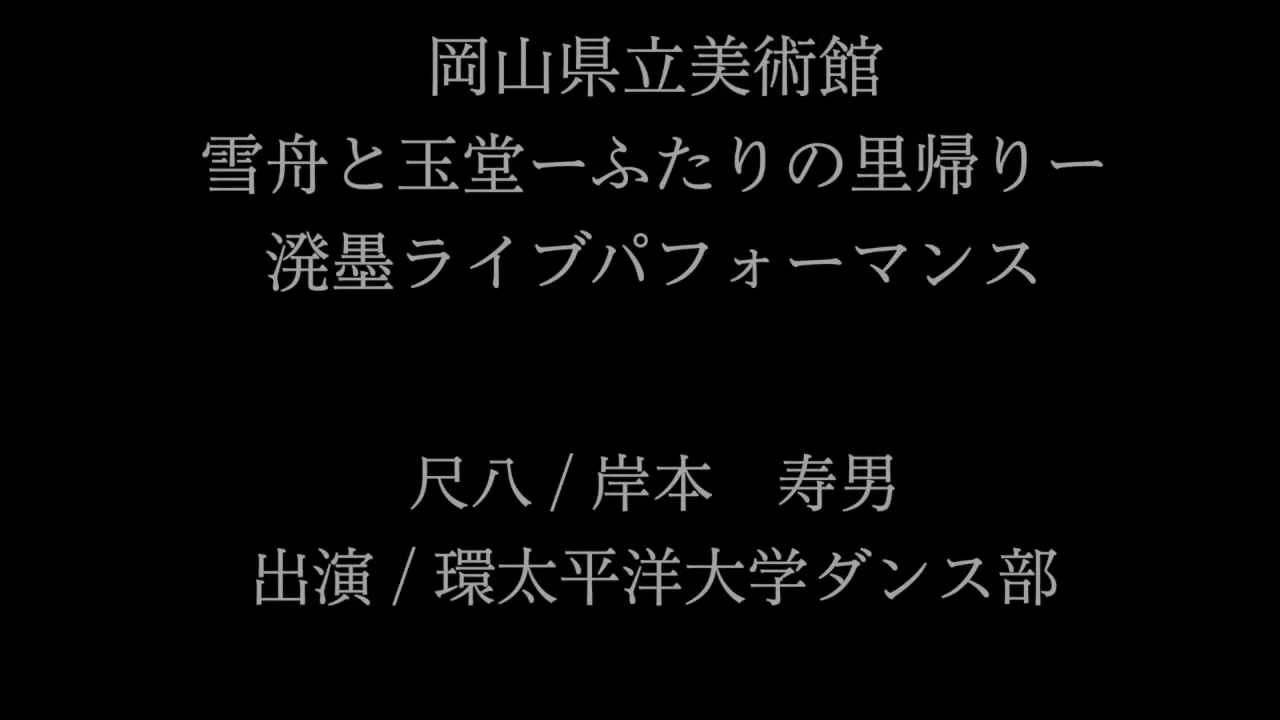 岡山県立美術館
雪舟と玉堂ーふたりの里帰りー
溌墨ライブパフォーマンス
尺八 / 岸本　寿男
出演 / 環太平洋大学ダンス部